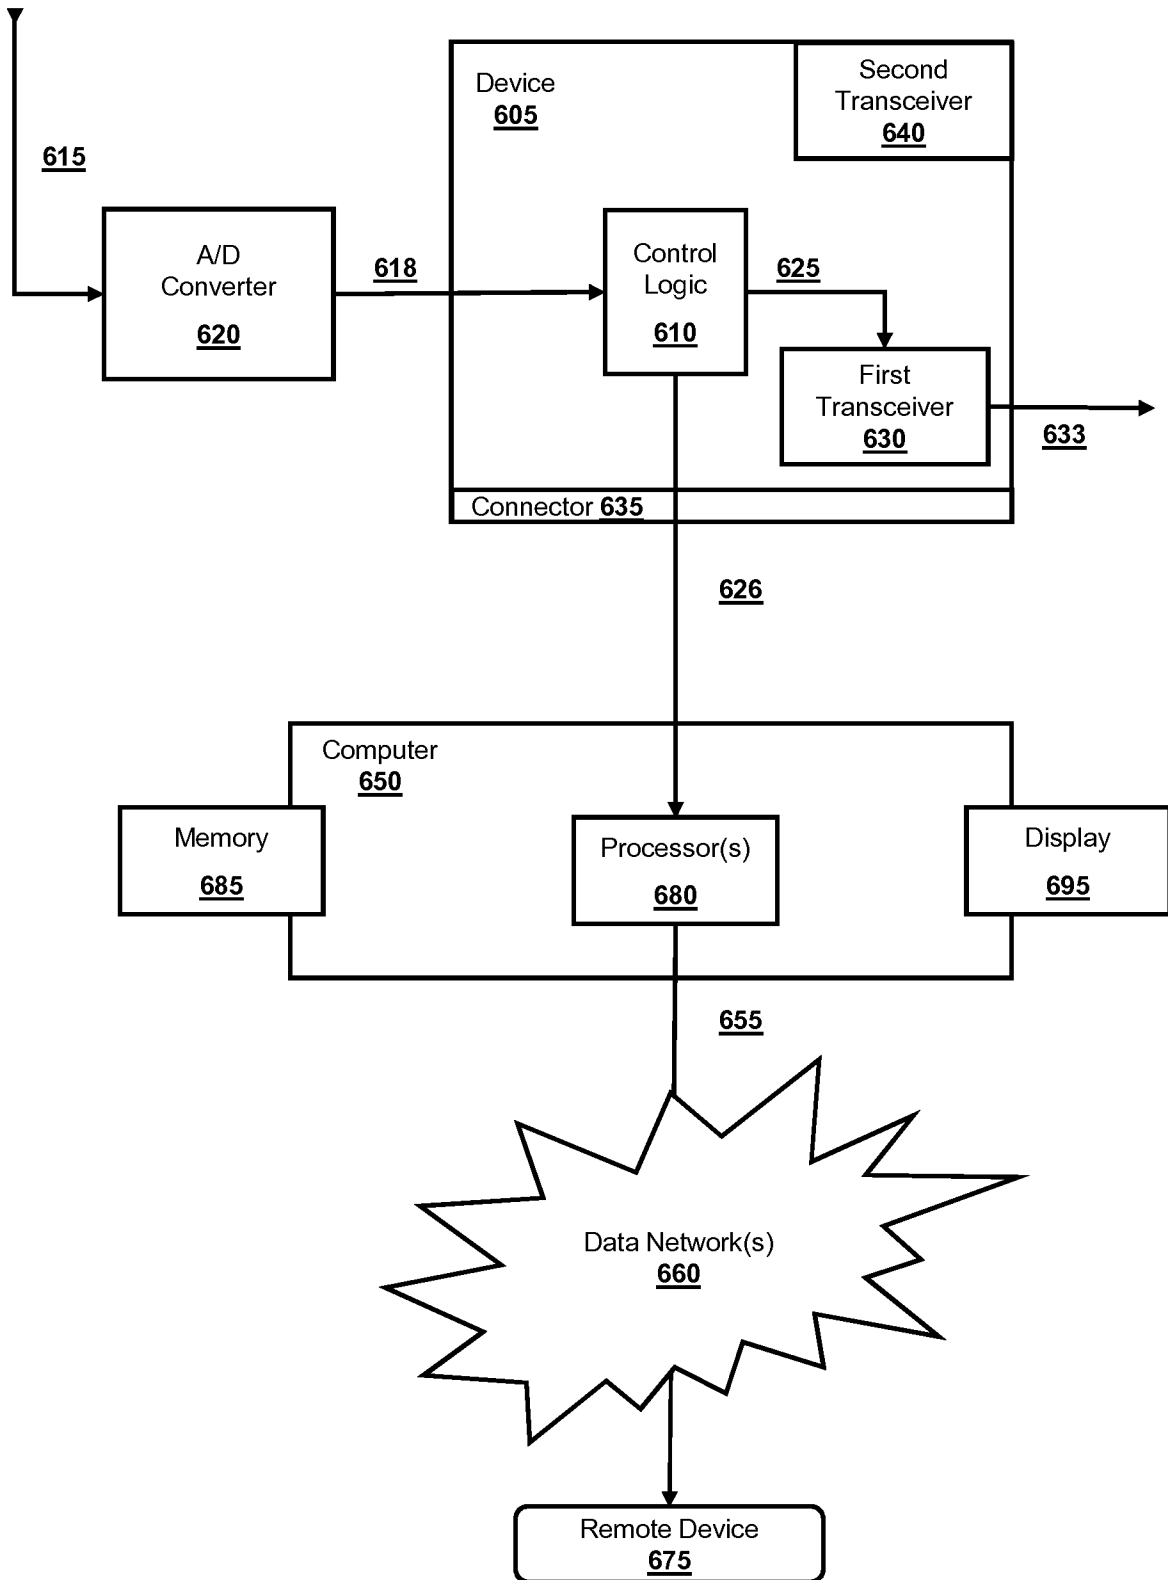 Device
605
Second
Transceiver
640
615
A/D
Converter
620
618
Control
Logic
610
625
First
Transceiver
630
633
Connector 635
626
Computer
650
Memory
685
Processor(s)
680
Display
695
655
Data Network(s)
660
Remote Device
675